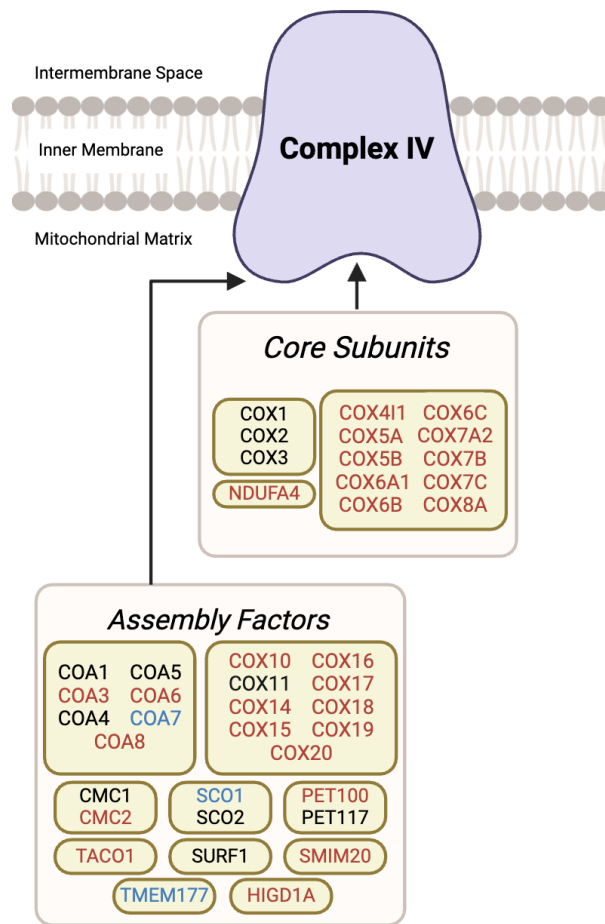 Intermembrane Space
Inner Membrane
Complex IV
Mitochondrial Matrix
Core Subunits
COX1
COX2
COX3
NDUFA4
COX4I1 COX6C
COX5A COX7A2
COX5B COX7B
COX6A1 COX7C
COX6B COX8A
Assembly Factors
COA1 COA5
COA3 COA6
COA4 COA7
COA8
COX10 COX16
COX11 COX17
COX14 COX18
COX15 COX19
COX20
CMC1
CMC2
SCO1
SCO2
PET100
PET117
TACO1
SURF1
SMIM20
TMEM177
HIGD1A